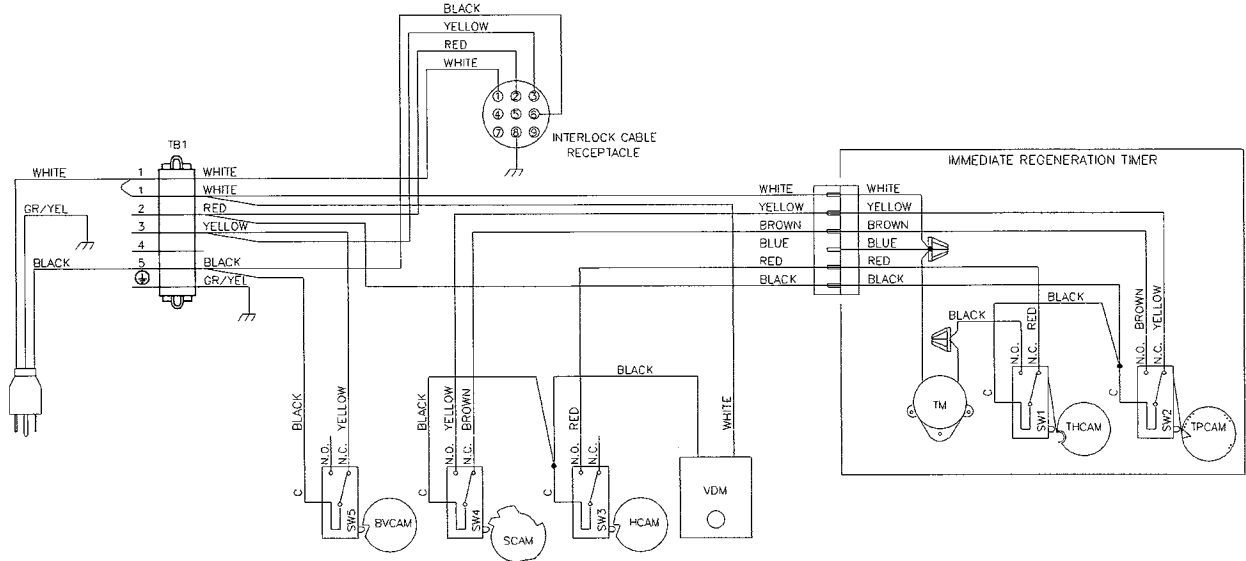 BLACK
YELLOW
RED
WHITE
1 2 3
4 5 6
7 8 9
INTERLOCK CABLE
RECEPTACLE
TB1
WHITE 1 WHITE
1 WHITE
GR/YEL 2 RED
3 YELLOW
4
BLACK 5 BLACK
GR/YEL
IMMEDIATE REGENERATION TIMER
WHITE WHITE
YELLOW YELLOW
BROWN BROWN
BLUE BLUE
RED RED
BLACK BLACK
BLACK
BLACK
N.O.
N.C. RED
N.O. BROWN
N.C. YELLOW
C
SW1
C
SW2
TM
THCAM
TPCAM
BLACK
BLACK
N.O.
N.C. YELLOW
C
SW5
BVCAM
BLACK
N.O. YELLOW
N.C. BROWN
C
SW4
SCAM
N.O. RED
N.C.
C
SW3
HCAM
WHITE
VDM